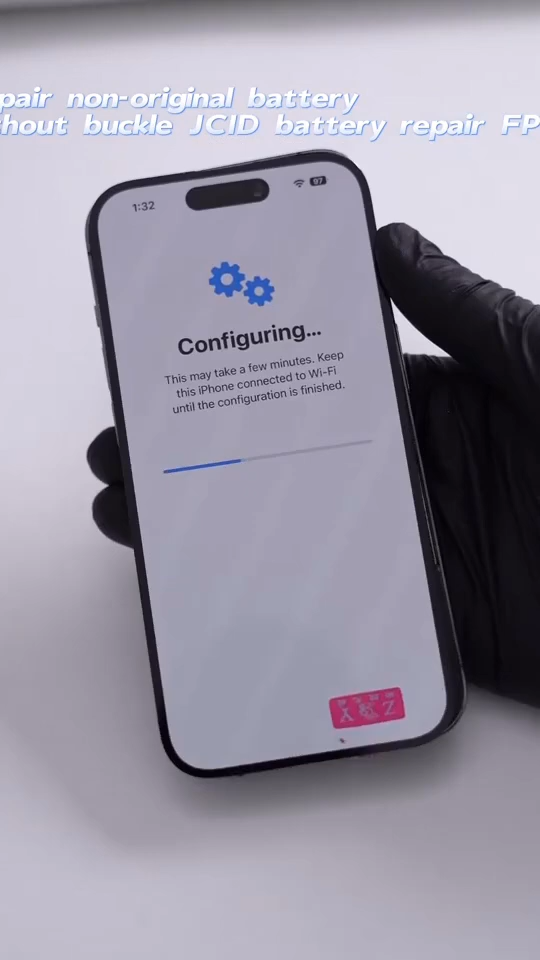 pair non-original battery
hout buckle JCID battery repair FP
1:32
97
Configuring...
This may take a few minutes. Keep
this iPhone connected to Wi-Fi
until the configuration is finished.